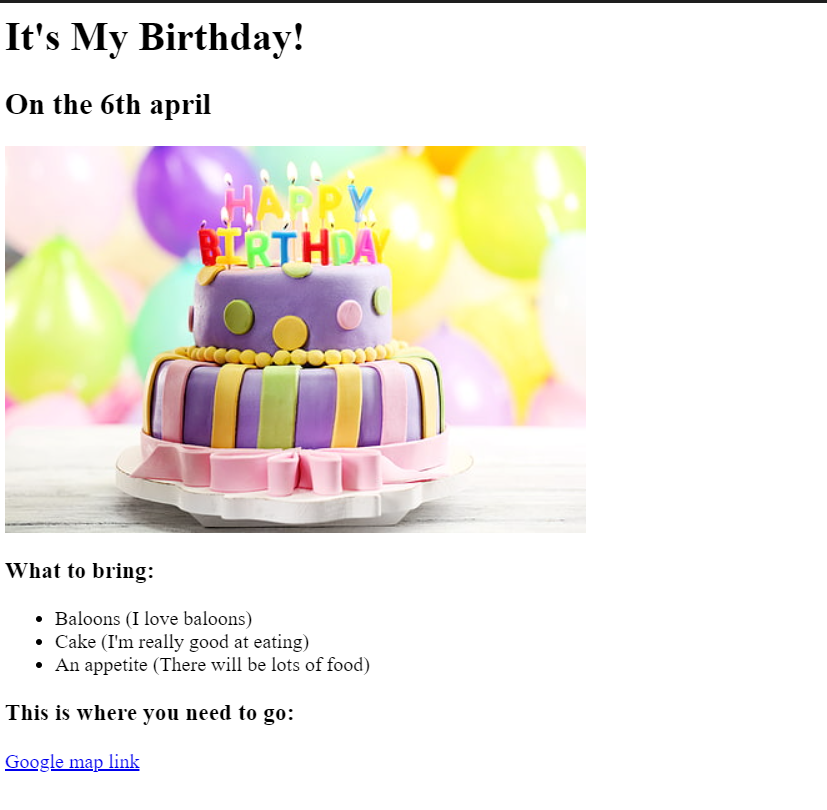 It's My Birthday!
On the 6th april
HAPPY
BIRTHDAY
What to bring:
Baloons (I love baloons)
Cake (I'm really good at eating)
An appetite (There will be lots of food)
This is where you need to go:
Google map link